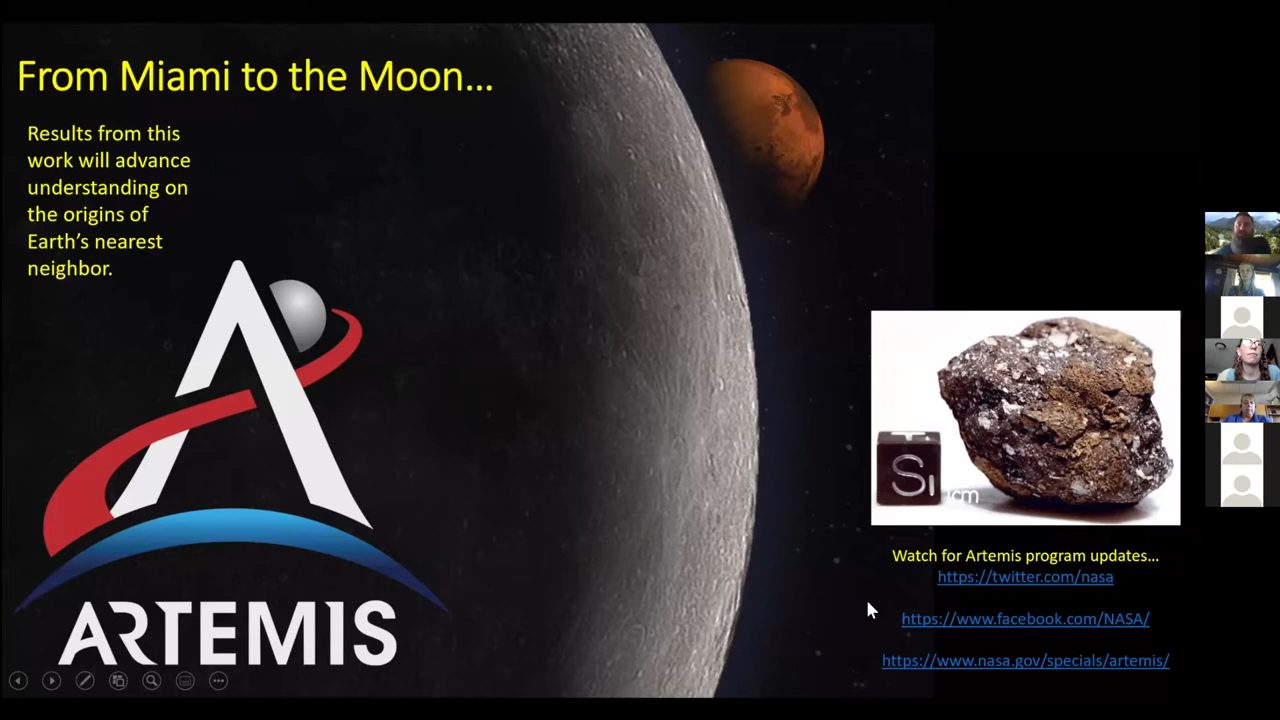 From Miami to the Moon...
Results from this
work will advance
understanding on
the origins of
Earth's nearest
neighbor.
ARTEMIS
T
Si
1cm
Watch for Artemis program updates...
https://twitter.com/nasa
https://www.facebook.com/NASA/
https://www.nasa.gov/specials/artemis/